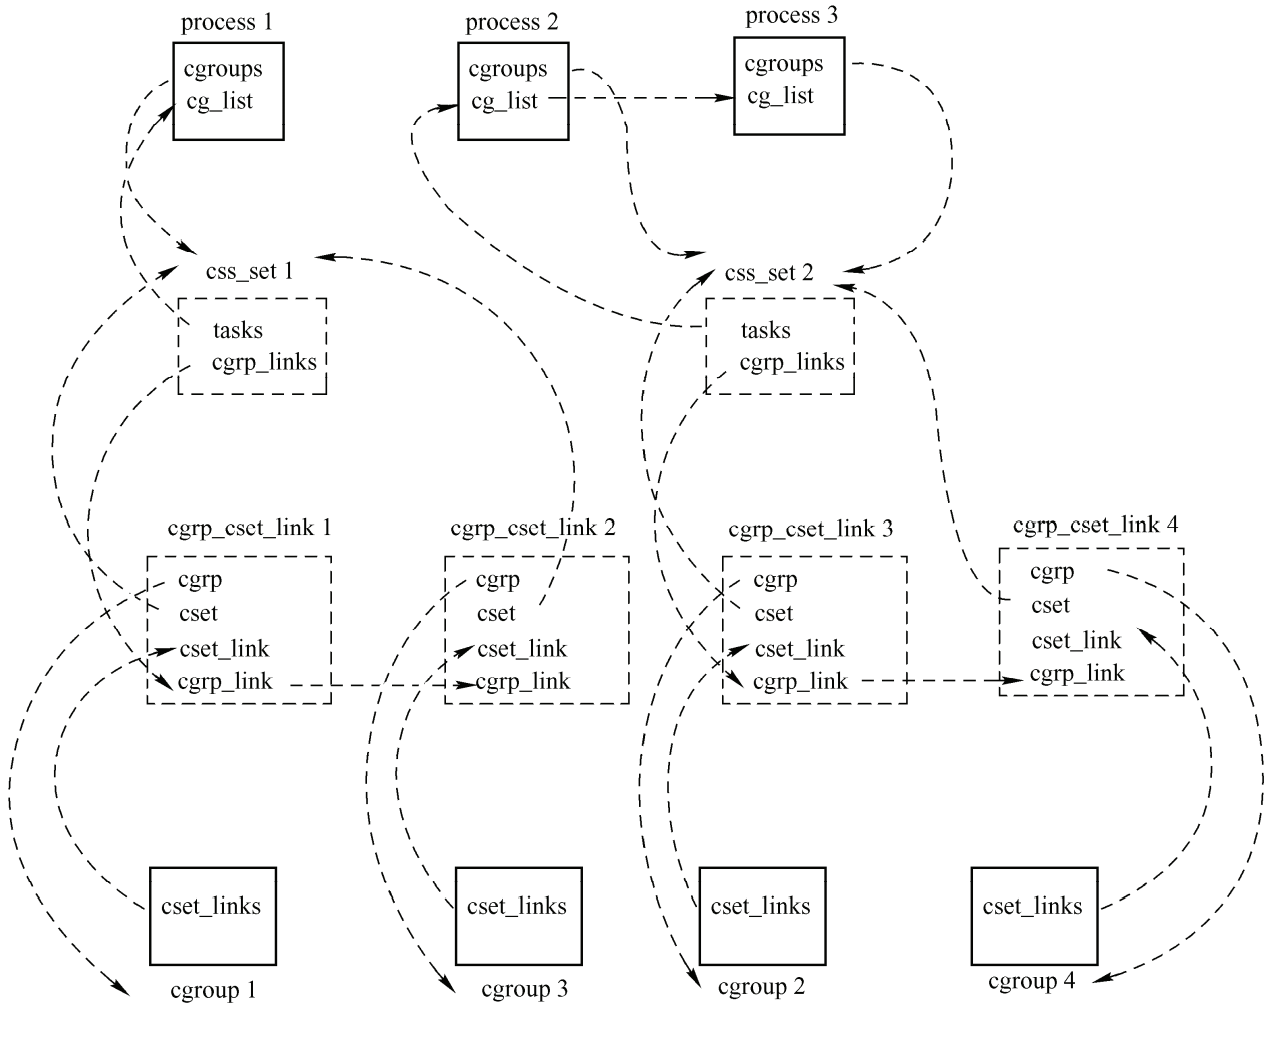 process 1
process 2
process 3
cgroups
cg_list
cgroups
cg_list
cgroups
cg_list
css_set 1
css_set 2
tasks
cgrp_links
tasks
cgrp_links
cgrp_cset_link 1
cgrp_cset_link 2
cgrp_cset_link 3
cgrp_cset_link 4
cgrp
cset
cset_link
cgrp_link
cgrp
cset
cset_link
cgrp_link
cgrp
cset
cset_link
cgrp_link
cgrp
cset
cset_link
cgrp_link
cset_links
cset_links
cset_links
cset_links
cgroup 1
cgroup 3
cgroup 2
cgroup 4